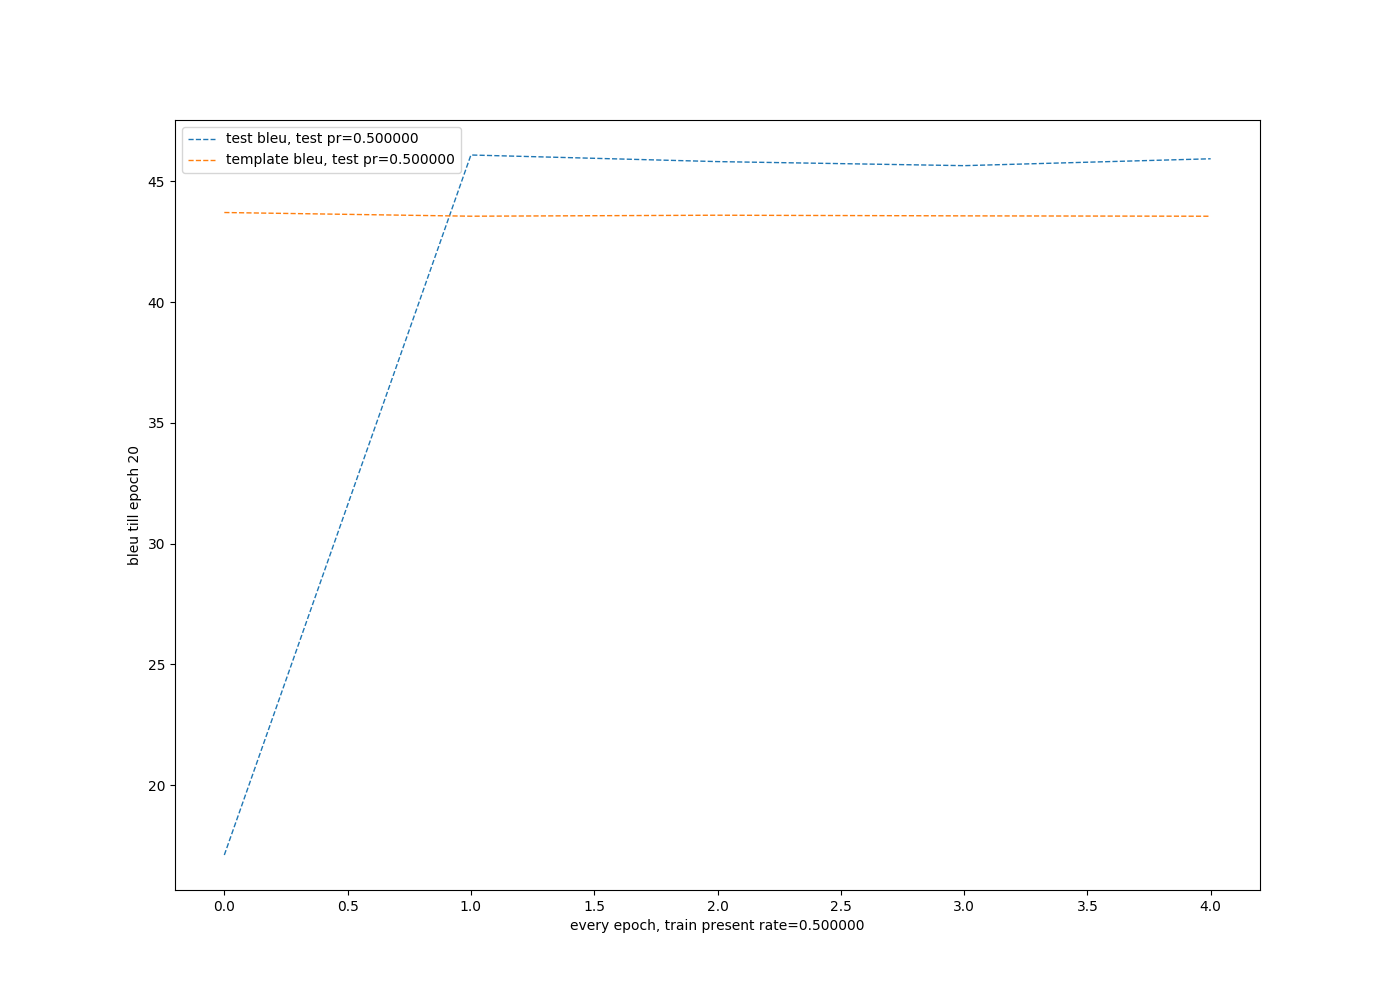 test bleu, test pr=0.500000
template bleu, test pr=0.500000
45
40
35
30
25
20
bleu till epoch 20
0.0 0.5 1.0 1.5 2.0 2.5 3.0 3.5 4.0
every epoch, train present rate=0.500000